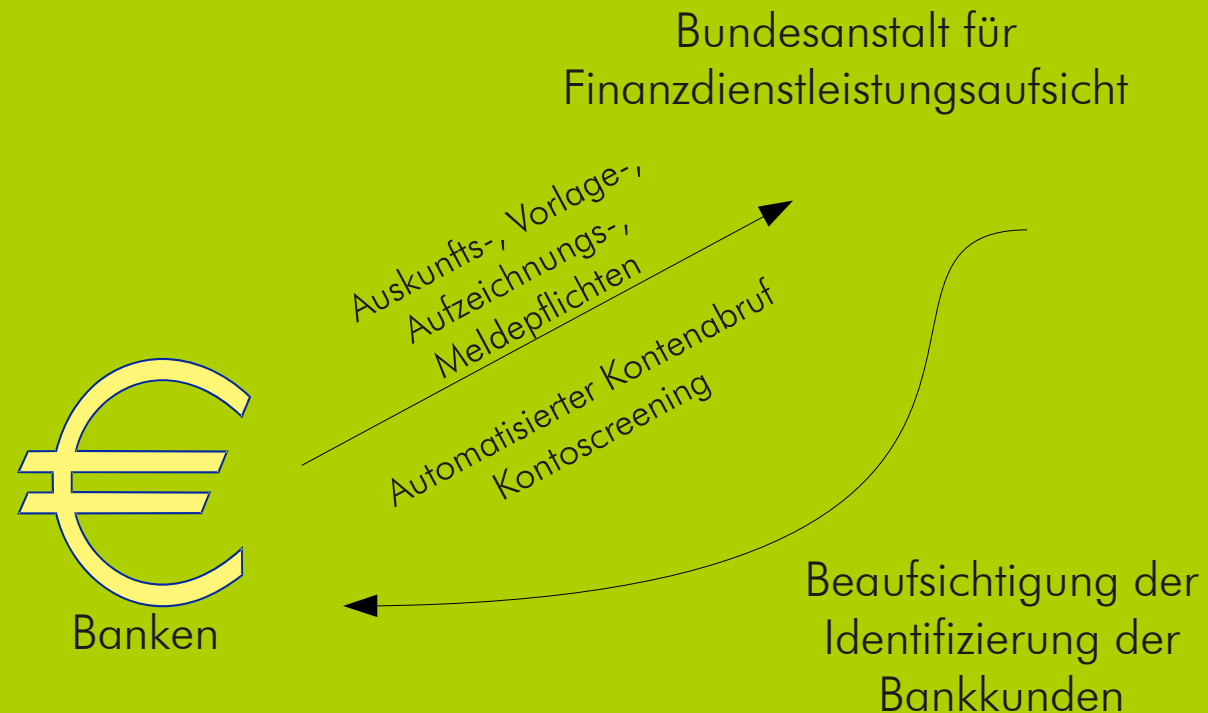 Bundesanstalt für
Finanzdienstleistungsaufsicht
Auskunfts-, Vorlage-,
Aufzeichnungs-,
Meldepflichten
Automatisierter Kontenabruf
Kontoscreening
Banken
Beaufsichtigung der
Identifizierung der
Bankkunden